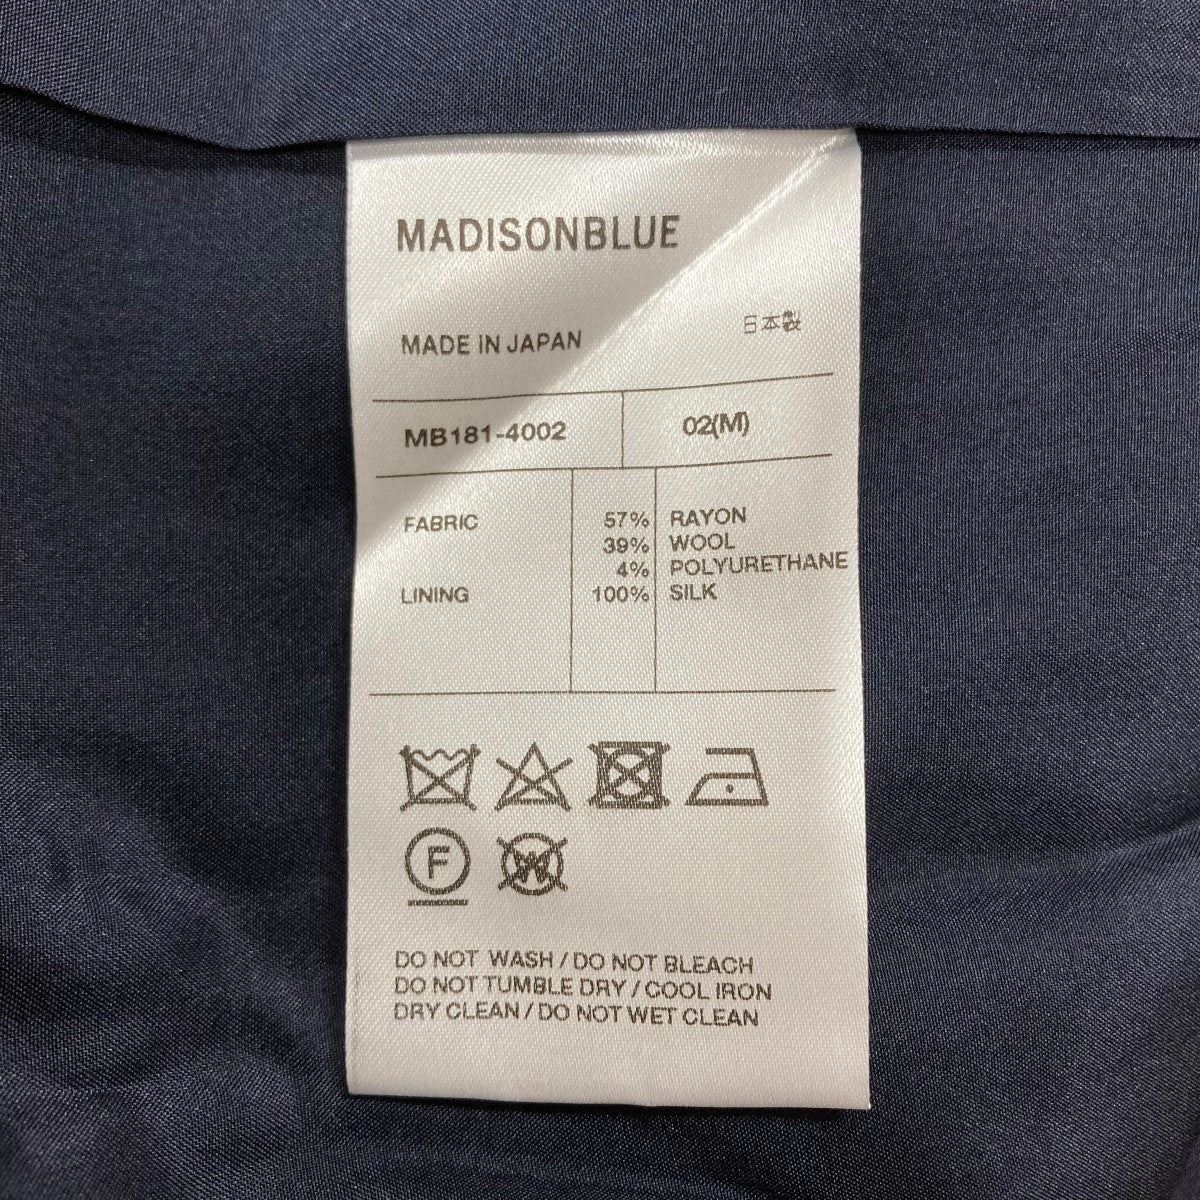 MADISONBLUE
MADE IN JAPAN 日本製
MB181-4002 02(M)
FABRIC 57% RAYON
39% WOOL
4% POLYURETHANE
LINING 100% SILK
F W
DO NOT WASH / DO NOT BLEACH
DO NOT TUMBLE DRY / COOL IRON
DRY CLEAN / DO NOT WET CLEAN